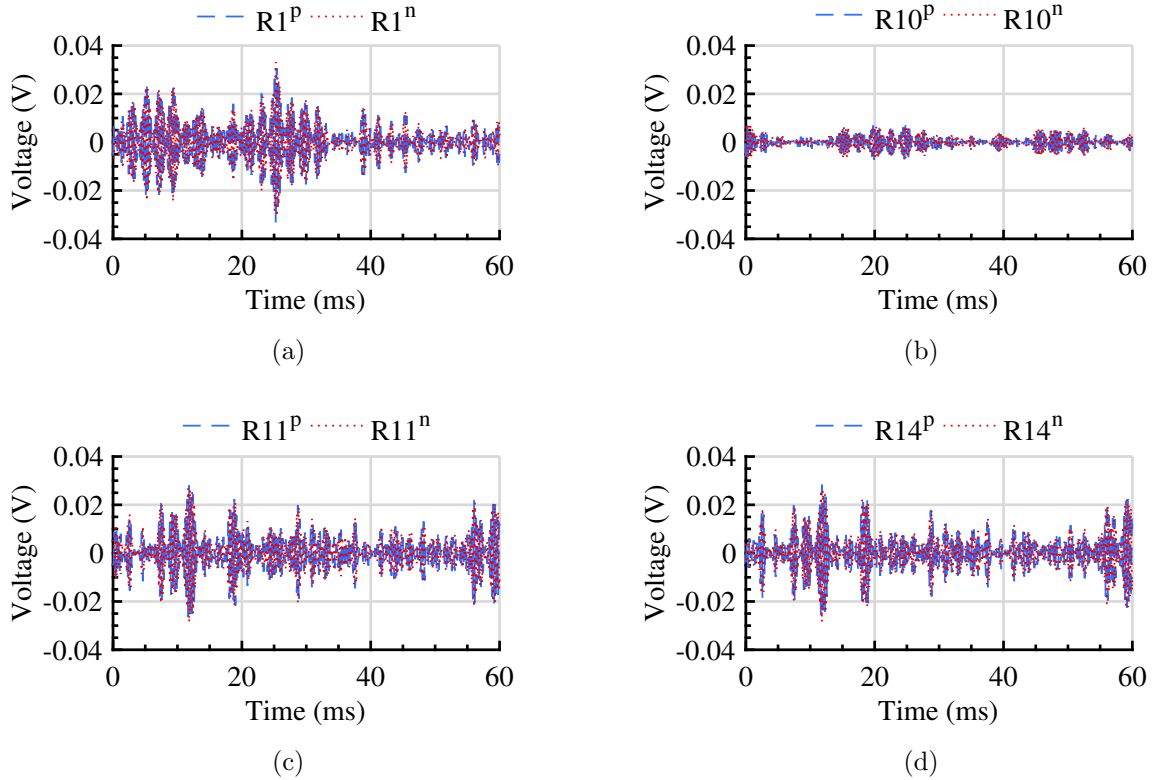 R1ᵖ R1ⁿ
Voltage (V)
0.04
0.02
0
-0.02
-0.04
0 20 40 60
Time (ms)
(a)
R10ᵖ R10ⁿ
Voltage (V)
0.04
0.02
0
-0.02
-0.04
0 20 40 60
Time (ms)
(b)
R11ᵖ R11ⁿ
Voltage (V)
0.04
0.02
0
-0.02
-0.04
0 20 40 60
Time (ms)
(c)
R14ᵖ R14ⁿ
Voltage (V)
0.04
0.02
0
-0.02
-0.04
0 20 40 60
Time (ms)
(d)